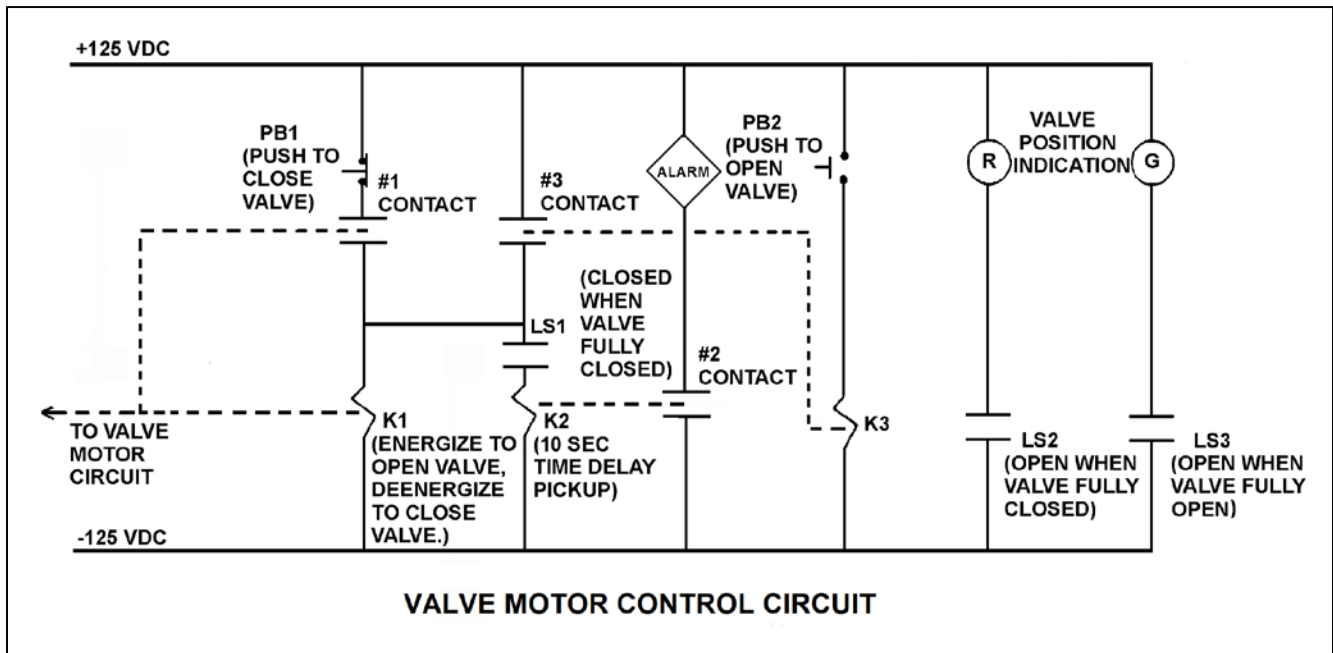 +125 VDC
PB1
(PUSH TO
CLOSE
VALVE)
#1
CONTACT
#3
CONTACT
ALARM
PB2
(PUSH TO
OPEN
VALVE)
R
VALVE
POSITION
INDICATION
G
(CLOSED
WHEN
VALVE
FULLY
CLOSED)
LS1
#2
CONTACT
TO VALVE
MOTOR
CIRCUIT
K1
(ENERGIZE TO
OPEN VALVE,
DEENERGIZE
TO CLOSE
VALVE.)
K2
(10 SEC
TIME DELAY
PICKUP)
K3
LS2
(OPEN WHEN
VALVE FULLY
CLOSED)
LS3
(OPEN WHEN
VALVE FULLY
OPEN)
-125 VDC
VALVE MOTOR CONTROL CIRCUIT